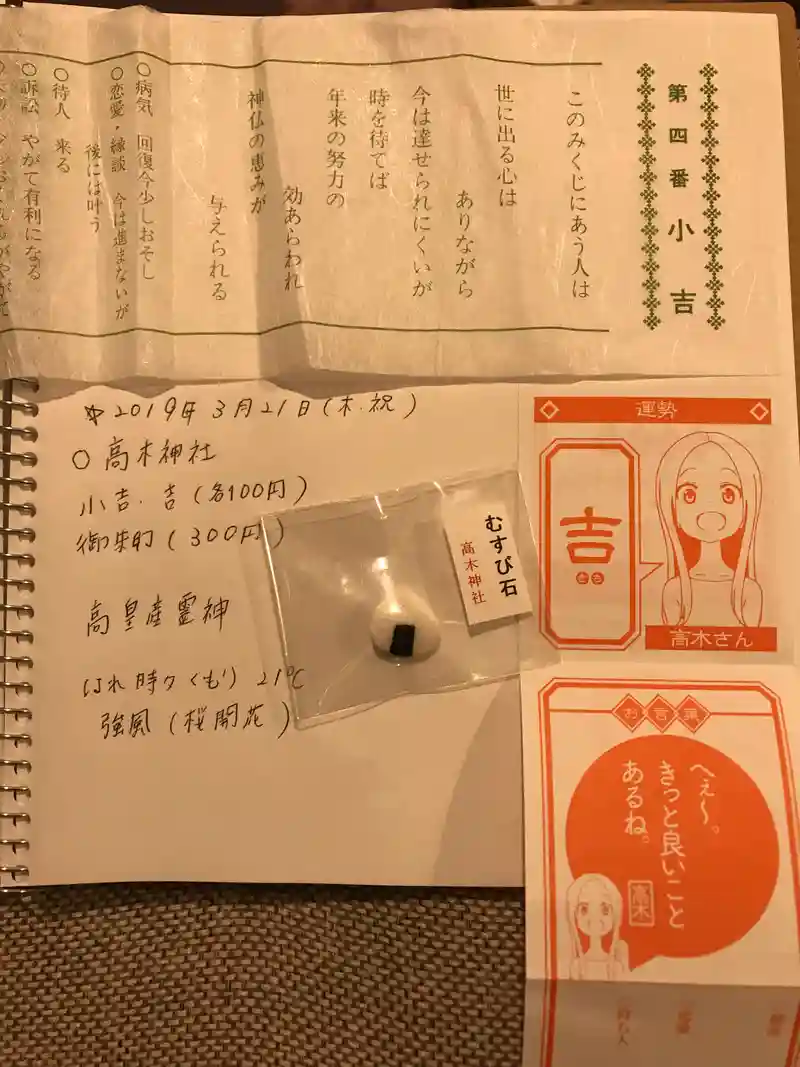 第四番 小吉
このみくじにあう人は
世に出る心は
ありながら
今は達せられにくいが
時を待てば
年来の努力の
効あらわれ
神仏の恵みが
与えられる
○病気 回復今少しおそし
○恋愛・縁談 今は進まないが
後には叶う
○待人 来る
○訴訟 やがて有利になる
2019年3月21日(木.祝)
○高木神社
小吉.吉(各100円)
御朱印(300円)
高皇産霊神
はれ時々くもり 21℃
強風(桜開花)
むすび石
高木神社
運勢
吉
きち
高木さん
お言葉
へぇ〜。
きっと良いこと
あるね。
高木